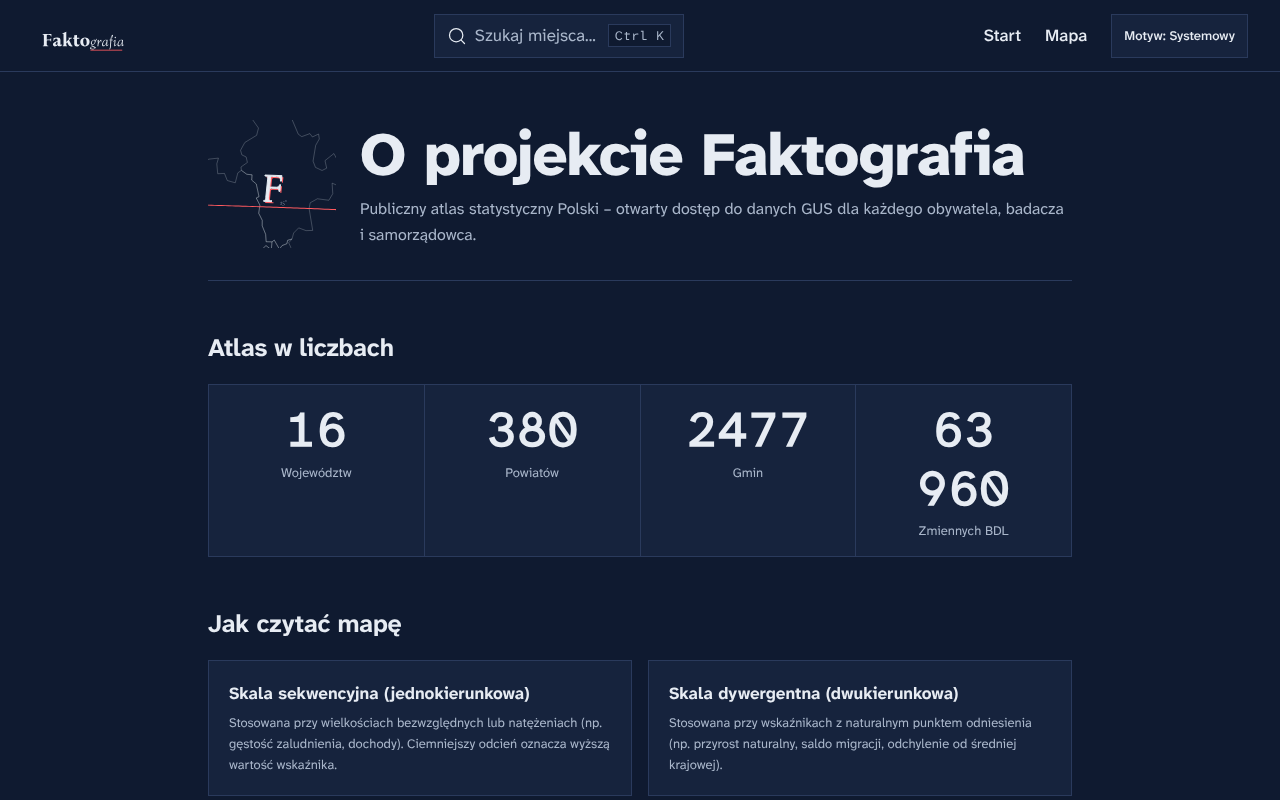 Faktografia
Szukaj miejsca... Ctrl K
Start
Mapa
Motyw: Systemowy
F
O projekcie Faktografia
Publiczny atlas statystyczny Polski – otwarty dostęp do danych GUS dla każdego obywatela, badacza
i samorządowca.
Atlas w liczbach
16
Województw
380
Powiatów
2477
Gmin
63
960
Zmiennych BDL
Jak czytać mapę
Skala sekwencyjna (jednokierunkowa)
Stosowana przy wielkościach bezwzględnych lub natężeniach (np.
gęstość zaludnienia, dochody). Ciemniejszy odcień oznacza wyższą
wartość wskaźnika.
Skala dywergentna (dwukierunkowa)
Stosowana przy wskaźnikach z naturalnym punktem odniesienia
(np. przyrost naturalny, saldo migracji, odchylenie od średniej
krajowej).